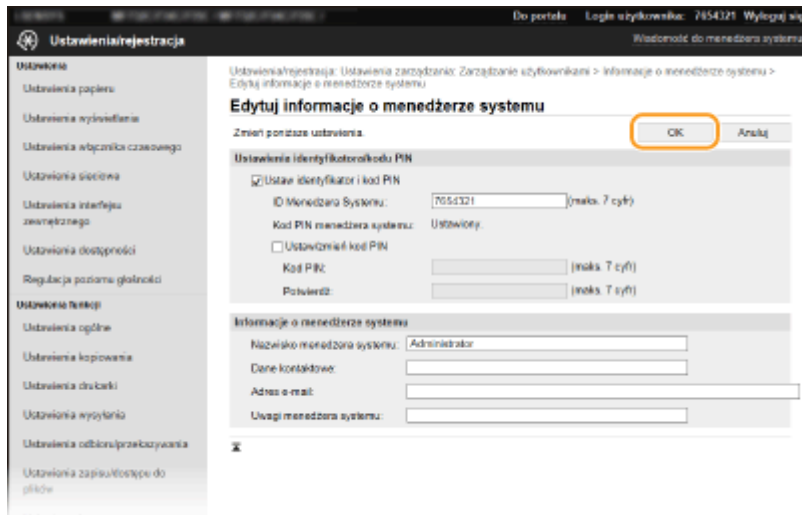 Do portalu Login użytkownika: 7654321 Wyloguj się
Ustawienia/rejestracja
Wiadomość do menedżera systemu
Ustawienia
Ustawienia papieru
Ustawienia wyświetlania
Ustawienia włącznika czasowego
Ustawienia sieciowe
Ustawienia interfejsu
zewnętrznego
Ustawienia dostępności
Regulacja poziomu głośności
Ustawienia funkcji
Ustawienia ogólne
Ustawienia kopiowania
Ustawienia drukarki
Ustawienia wysyłania
Ustawienia odbioru/przekazywania
Ustawienia zapisu/dostępu do
plików
Ustawienia/rejestracja: Ustawienia zarządzania: Zarządzanie użytkownikami > Informacje o menedżerze systemu >
Edytuj informacje o menedżerze systemu
Edytuj informacje o menedżerze systemu
Zmień poniższe ustawienia.
OK Anuluj
Ustawienia identyfikatora/kodu PIN
Ustaw identyfikator i kod PIN
ID Menedżera Systemu: 7654321 (maks. 7 cyfr)
Kod PIN menedżera systemu: Ustawiony.
Ustaw/zmień kod PIN
Kod PIN: (maks. 7 cyfr)
Potwierdź: (maks. 7 cyfr)
Informacje o menedżerze systemu
Nazwisko menedżera systemu: Administrator
Dane kontaktowe:
Adres e-mail:
Uwagi menedżera systemu: